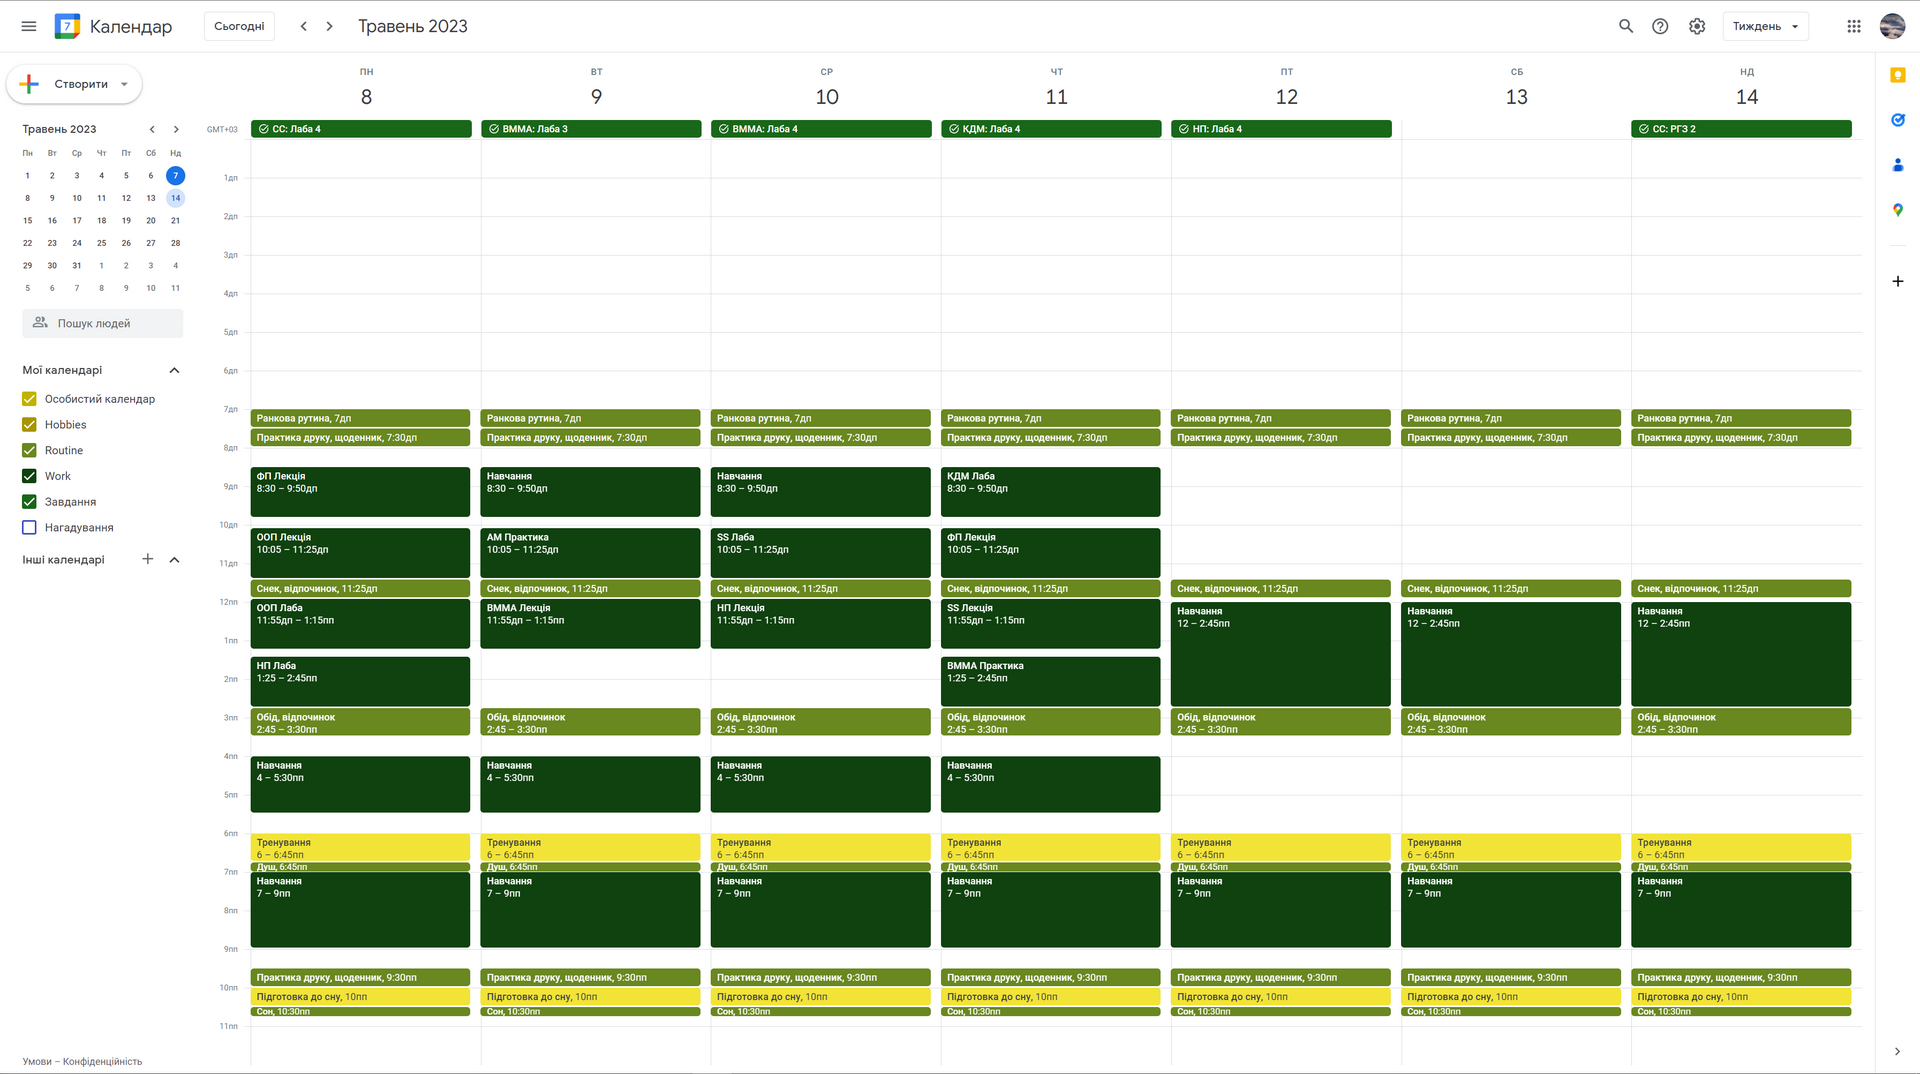 7 Календар
Сьогодні
Травень 2023
Тиждень
Створити
Травень 2023
Пн Вт Ср Чт Пт Сб Нд
1 2 3 4 5 6 7
8 9 10 11 12 13 14
15 16 17 18 19 20 21
22 23 24 25 26 27 28
29 30 31 1 2 3 4
5 6 7 8 9 10 11
Пошук людей
Мої календарі
Особистий календар
Hobbies
Routine
Work
Завдання
Нагадування
Інші календарі
Умови – Конфіденційність
GMT+03
1дп
2дп
3дп
4дп
5дп
6дп
7дп
8дп
9дп
10дп
11дп
12пп
1пп
2пп
3пп
4пп
5пп
6пп
7пп
8пп
9пп
10пп
11пп
ПН
8
СС: Лаба 4
Ранкова рутина, 7дп
Практика друку, щоденник, 7:30дп
ФП Лекція
8:30 – 9:50дп
ООП Лекція
10:05 – 11:25дп
Снек, відпочинок, 11:25дп
ООП Лаба
11:55дп – 1:15пп
НП Лаба
1:25 – 2:45пп
Обід, відпочинок
2:45 – 3:30пп
Навчання
4 – 5:30пп
Тренування
6 – 6:45пп
Душ, 6:45пп
Навчання
7 – 9пп
Практика друку, щоденник, 9:30пп
Підготовка до сну, 10пп
Сон, 10:30пп
ВТ
9
ВММА: Лаба 3
Ранкова рутина, 7дп
Практика друку, щоденник, 7:30дп
Навчання
8:30 – 9:50дп
АМ Практика
10:05 – 11:25дп
Снек, відпочинок, 11:25дп
ВММА Лекція
11:55дп – 1:15пп
Обід, відпочинок
2:45 – 3:30пп
Навчання
4 – 5:30пп
Тренування
6 – 6:45пп
Душ, 6:45пп
Навчання
7 – 9пп
Практика друку, щоденник, 9:30пп
Підготовка до сну, 10пп
Сон, 10:30пп
СР
10
ВММА: Лаба 4
Ранкова рутина, 7дп
Практика друку, щоденник, 7:30дп
Навчання
8:30 – 9:50дп
SS Лаба
10:05 – 11:25дп
Снек, відпочинок, 11:25дп
НП Лекція
11:55дп – 1:15пп
Обід, відпочинок
2:45 – 3:30пп
Навчання
4 – 5:30пп
Тренування
6 – 6:45пп
Душ, 6:45пп
Навчання
7 – 9пп
Практика друку, щоденник, 9:30пп
Підготовка до сну, 10пп
Сон, 10:30пп
ЧТ
11
КДМ: Лаба 4
Ранкова рутина, 7дп
Практика друку, щоденник, 7:30дп
КДМ Лаба
8:30 – 9:50дп
ФП Лекція
10:05 – 11:25дп
Снек, відпочинок, 11:25дп
SS Лекція
11:55дп – 1:15пп
ВММА Практика
1:25 – 2:45пп
Обід, відпочинок
2:45 – 3:30пп
Навчання
4 – 5:30пп
Тренування
6 – 6:45пп
Душ, 6:45пп
Навчання
7 – 9пп
Практика друку, щоденник, 9:30пп
Підготовка до сну, 10пп
Сон, 10:30пп
ПТ
12
НП: Лаба 4
Ранкова рутина, 7дп
Практика друку, щоденник, 7:30дп
Снек, відпочинок, 11:25дп
Навчання
12 – 2:45пп
Обід, відпочинок
2:45 – 3:30пп
Тренування
6 – 6:45пп
Душ, 6:45пп
Навчання
7 – 9пп
Практика друку, щоденник, 9:30пп
Підготовка до сну, 10пп
Сон, 10:30пп
СБ
13
Ранкова рутина, 7дп
Практика друку, щоденник, 7:30дп
Снек, відпочинок, 11:25дп
Навчання
12 – 2:45пп
Обід, відпочинок
2:45 – 3:30пп
Тренування
6 – 6:45пп
Душ, 6:45пп
Навчання
7 – 9пп
Практика друку, щоденник, 9:30пп
Підготовка до сну, 10пп
Сон, 10:30пп
НД
14
СС: РГЗ 2
Ранкова рутина, 7дп
Практика друку, щоденник, 7:30дп
Снек, відпочинок, 11:25дп
Навчання
12 – 2:45пп
Обід, відпочинок
2:45 – 3:30пп
Тренування
6 – 6:45пп
Душ, 6:45пп
Навчання
7 – 9пп
Практика друку, щоденник, 9:30пп
Підготовка до сну, 10пп
Сон, 10:30пп